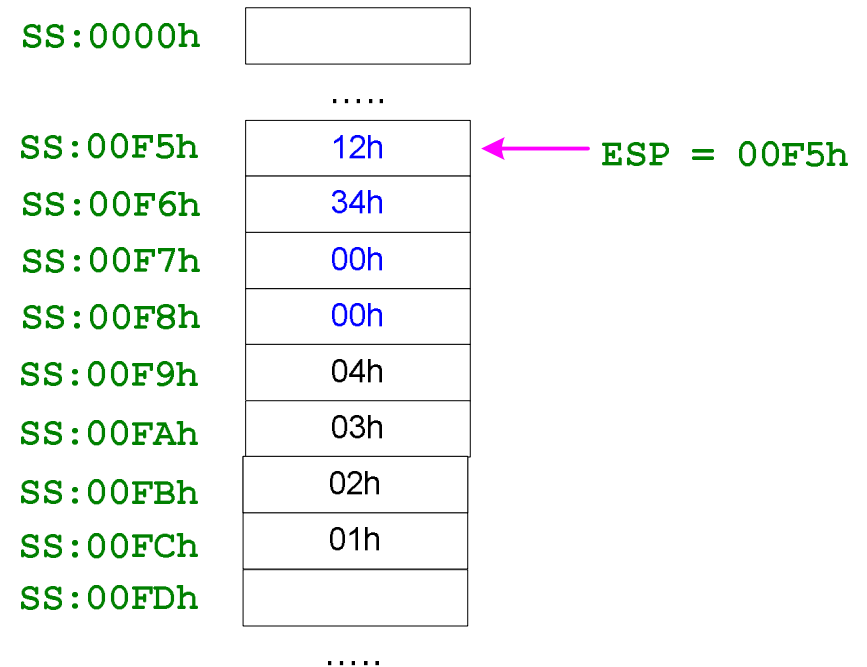 SS:0000h
.....
SS:00F5h 12h ESP = 00F5h
SS:00F6h 34h
SS:00F7h 00h
SS:00F8h 00h
SS:00F9h 04h
SS:00FAh 03h
SS:00FBh 02h
SS:00FCh 01h
SS:00FDh
.....